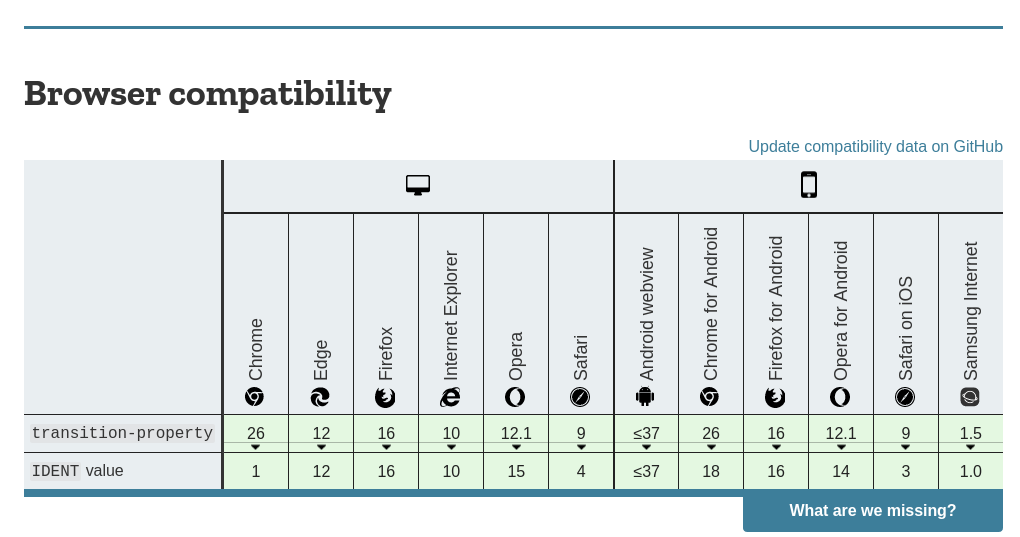 Browser compatibility
Update compatibility data on GitHub
Chrome
Edge
Firefox
Internet Explorer
Opera
Safari
Android webview
Chrome for Android
Firefox for Android
Opera for Android
Safari on iOS
Samsung Internet
transition-property 26 12 16 10 12.1 9 ≤37 26 16 12.1 9 1.5
IDENT value 1 12 16 10 15 4 ≤37 18 16 14 3 1.0
What are we missing?